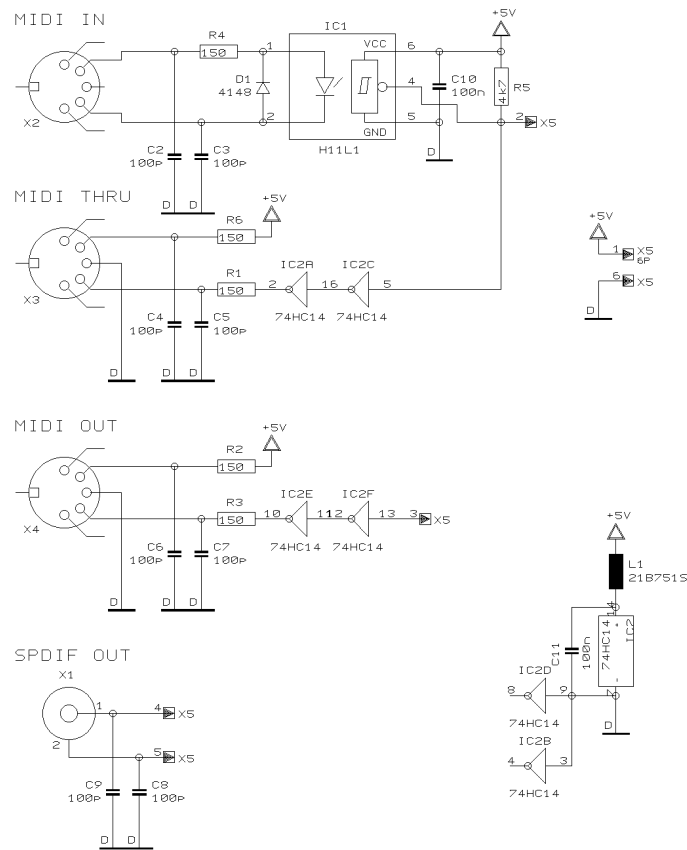 MIDI IN
+5V
R4
150
1
IC1
VCC
6
D1
4148
C10
100n
4
4k7
R5
X2
2
5
GND
2
X5
H11L1
D
C2
100p
C3
100p
D
MIDI THRU
+5V
R6
150
+5V
1
X5
6P
6
X5
D
IC2A
IC2C
R1
150
2
16
5
X3
74HC14
74HC14
C4
100p
C5
100p
D
D
D
MIDI OUT
+5V
R2
150
IC2E
IC2F
R3
150
10
11
12
13
3
X5
X4
74HC14
74HC14
+5V
C6
100p
C7
100p
L1
21B751S
D
D
D
14
74HC14
IC2
+
-
7
C11
100n
SPDIF OUT
X1
IC2D
8
9
74HC14
1
4
X5
D
2
5
X5
IC2B
4
3
74HC14
C9
100p
C8
100p
D
D